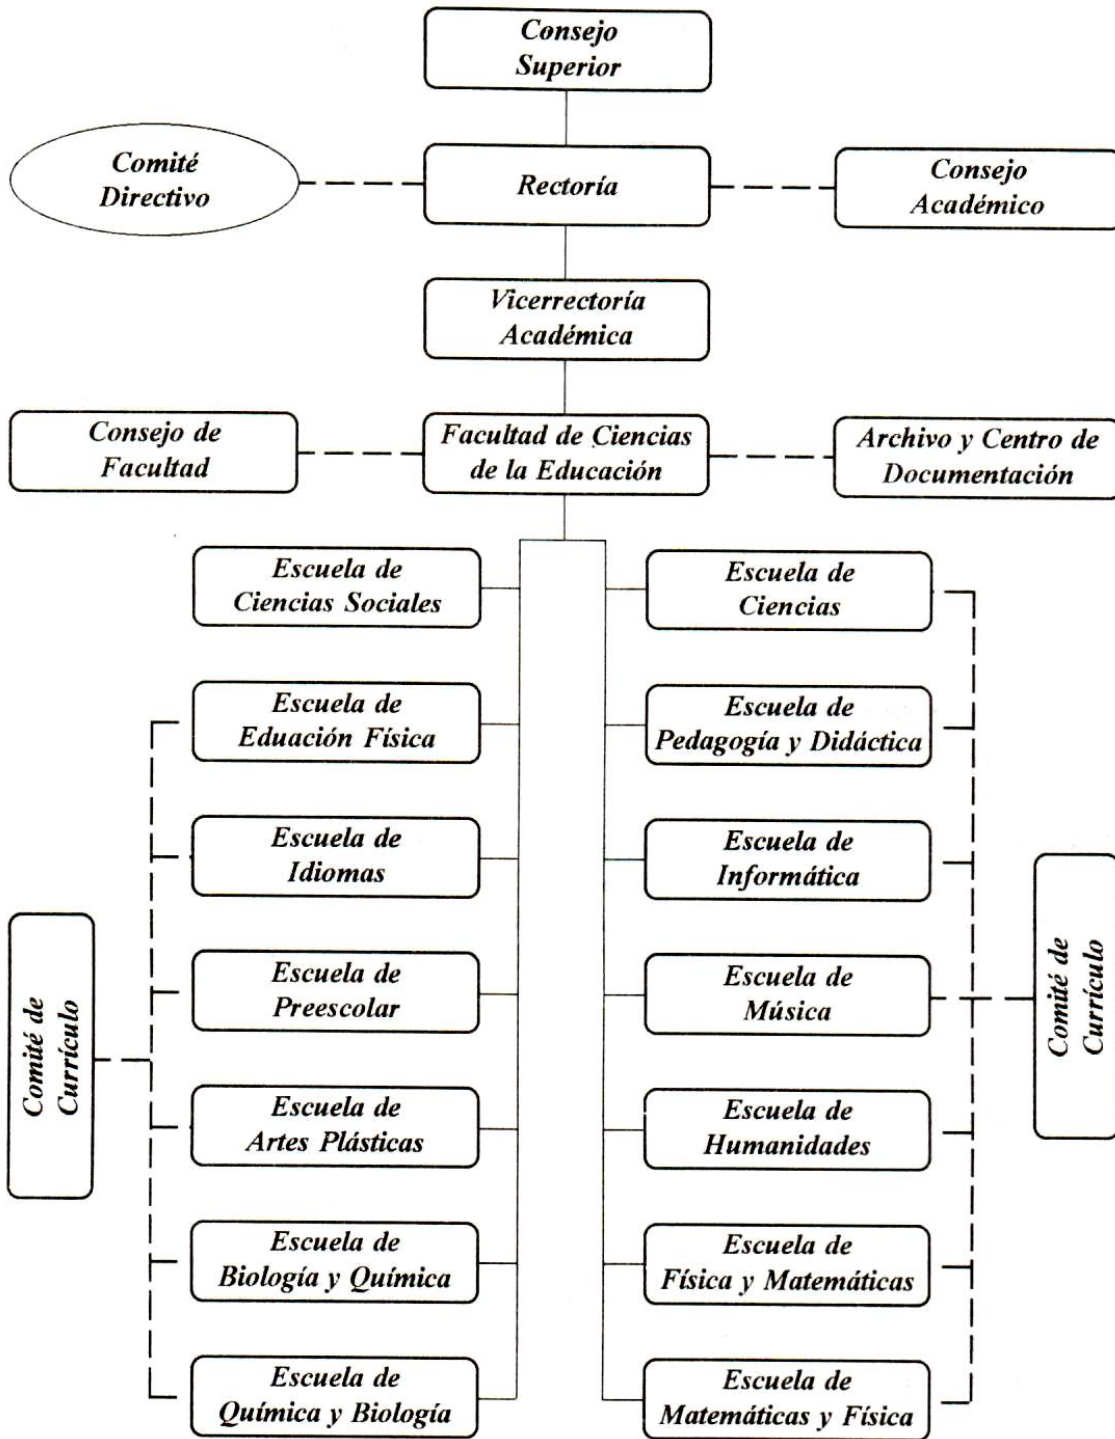 Consejo
Superior
Comité
Directivo
Rectoría
Consejo
Académico
Vicerrectoría
Académica
Consejo de
Facultad
Facultad de Ciencias
de la Educación
Archivo y Centro de
Documentación
Escuela de
Ciencias Sociales
Escuela de
Ciencias
Escuela de
Eduación Física
Escuela de
Pedagogía y Didáctica
Escuela de
Idiomas
Escuela de
Informática
Comité de
Currículo
Escuela de
Preescolar
Escuela de
Música
Comité de
Currículo
Escuela de
Artes Plásticas
Escuela de
Humanidades
Escuela de
Biología y Química
Escuela de
Física y Matemáticas
Escuela de
Química y Biología
Escuela de
Matemáticas y Física